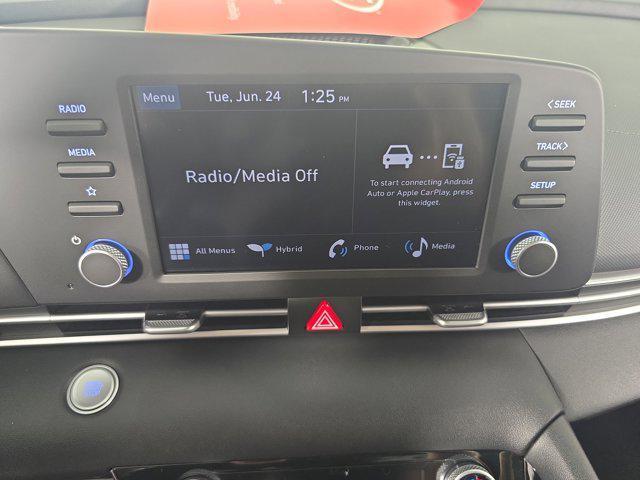 RADIO
MEDIA
Menu
Tue, Jun. 24
1:25 PM
Radio/Media Off
To start connecting Android
Auto or Apple CarPlay, press
this widget.
All Menus
Hybrid
Phone
Media
<SEEK
TRACK>
SETUP